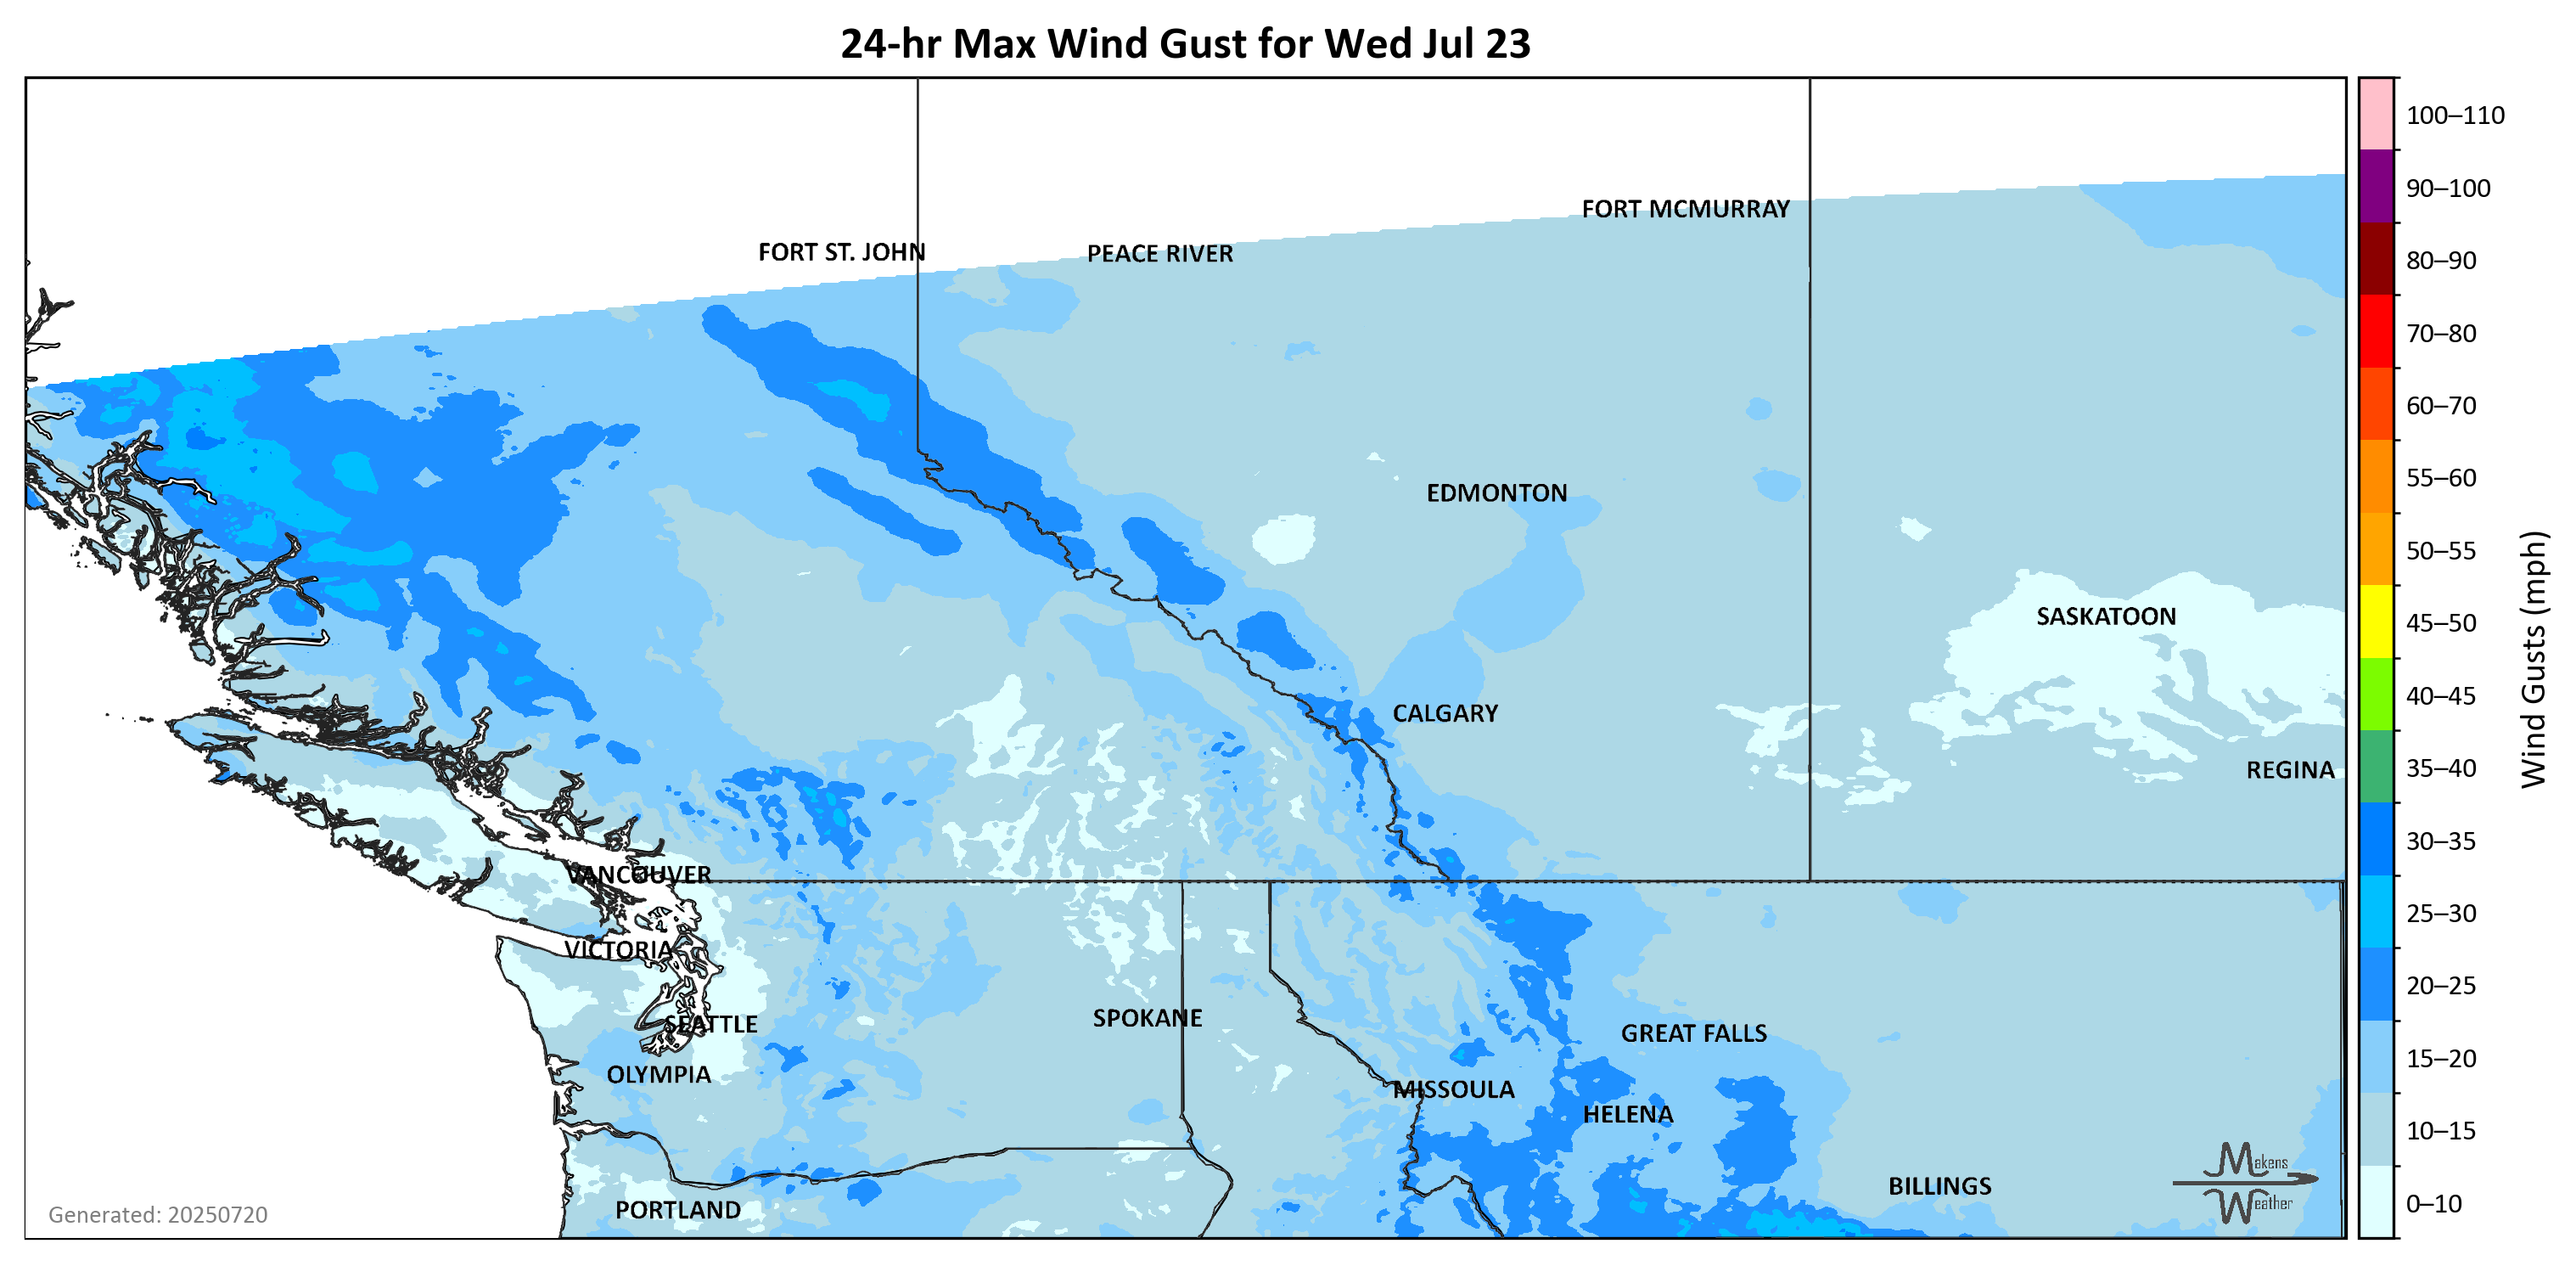 24-hr Max Wind Gust for Wed Jul 23
100–110
90–100
80–90
70–80
60–70
55–60
50–55
45–50
40–45
35–40
30–35
25–30
20–25
15–20
10–15
0–10
Wind Gusts (mph)
FORT MCMURRAY
FORT ST. JOHN
PEACE RIVER
EDMONTON
SASKATOON
CALGARY
REGINA
VANCOUVER
VICTORIA
SEATTLE
SPOKANE
GREAT FALLS
OLYMPIA
MISSOULA
HELENA
BILLINGS
PORTLAND
Makens
Weather
Generated: 20250720